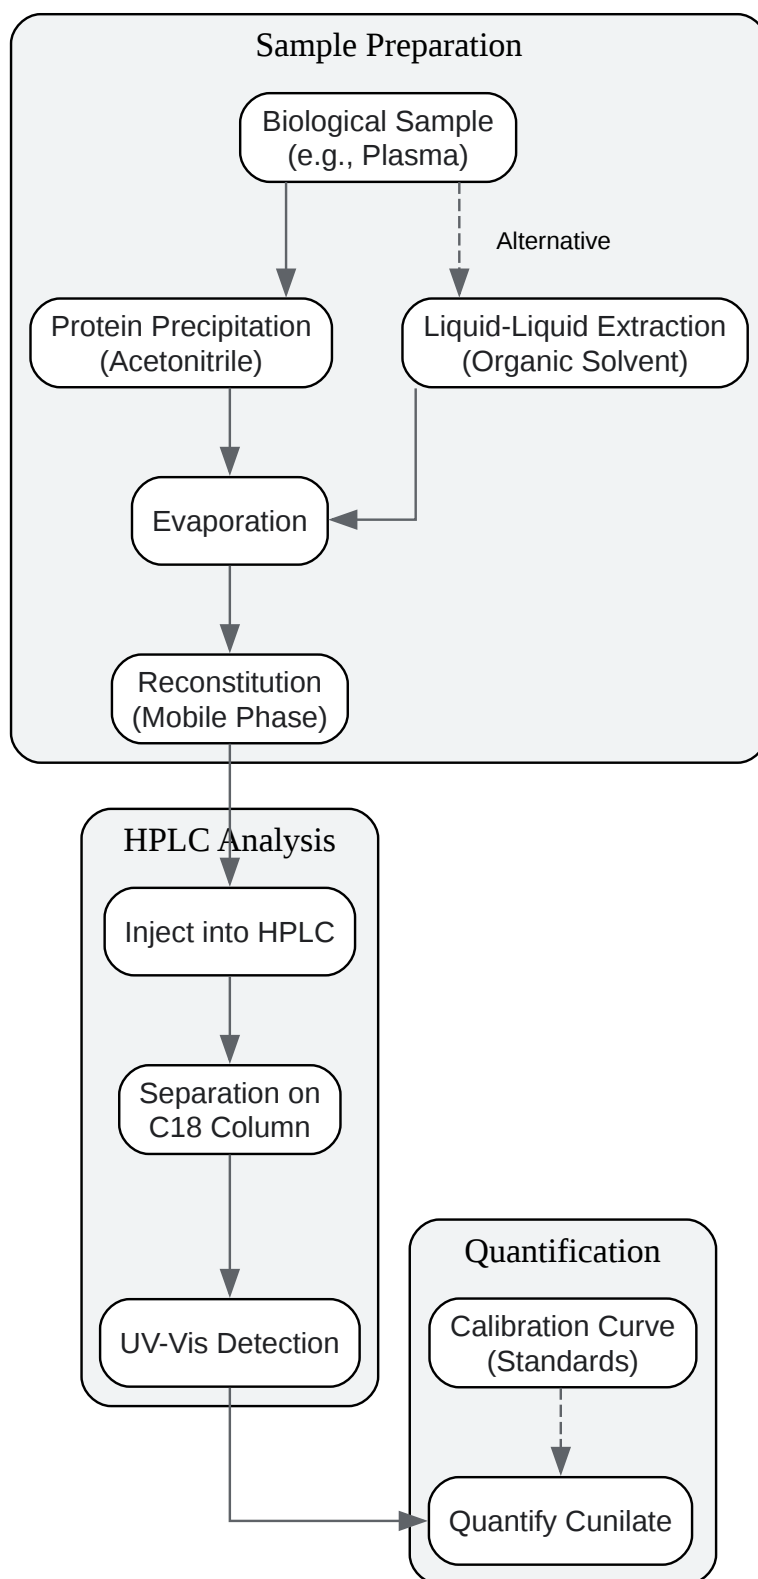 Sample Preparation
Biological Sample
(e.g., Plasma)
Alternative
Protein Precipitation
(Acetonitrile)
Liquid-Liquid Extraction
(Organic Solvent)
Evaporation
Reconstitution
(Mobile Phase)
HPLC Analysis
Inject into HPLC
Separation on
C18 Column
UV-Vis Detection
Quantification
Calibration Curve
(Standards)
Quantify Cunilate